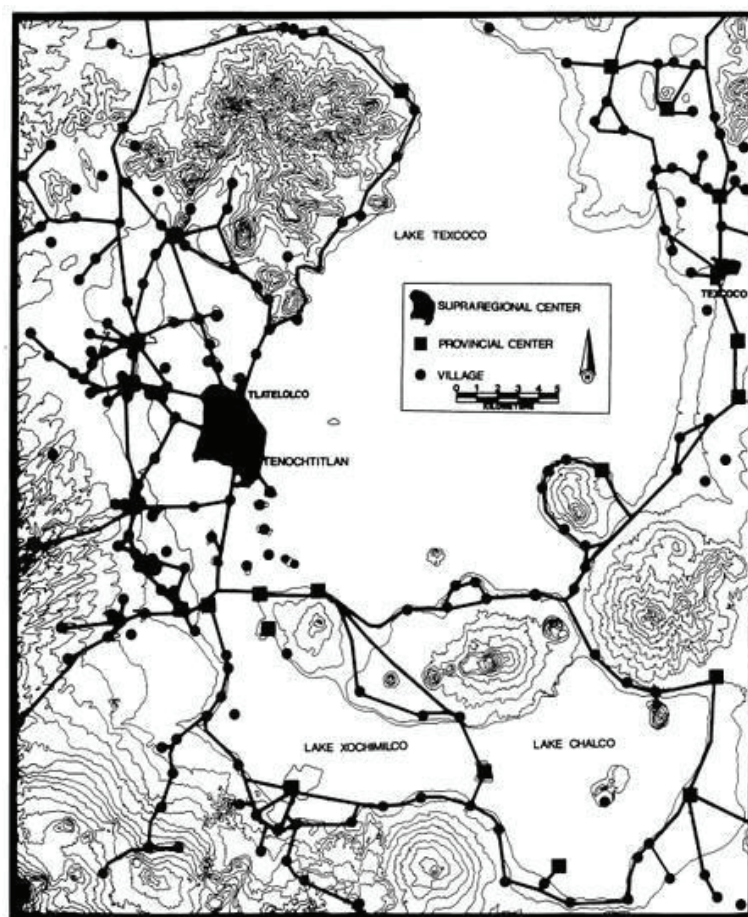 LAKE TEXCOCO
TEXCOCO
SUPRAREGIONAL CENTER
PROVINCIAL CENTER
VILLAGE
0 1 2 3 4 5
KILOMETERS
TLATELOLCO
TENOCHTITLAN
LAKE XOCHIMILCO
LAKE CHALCO